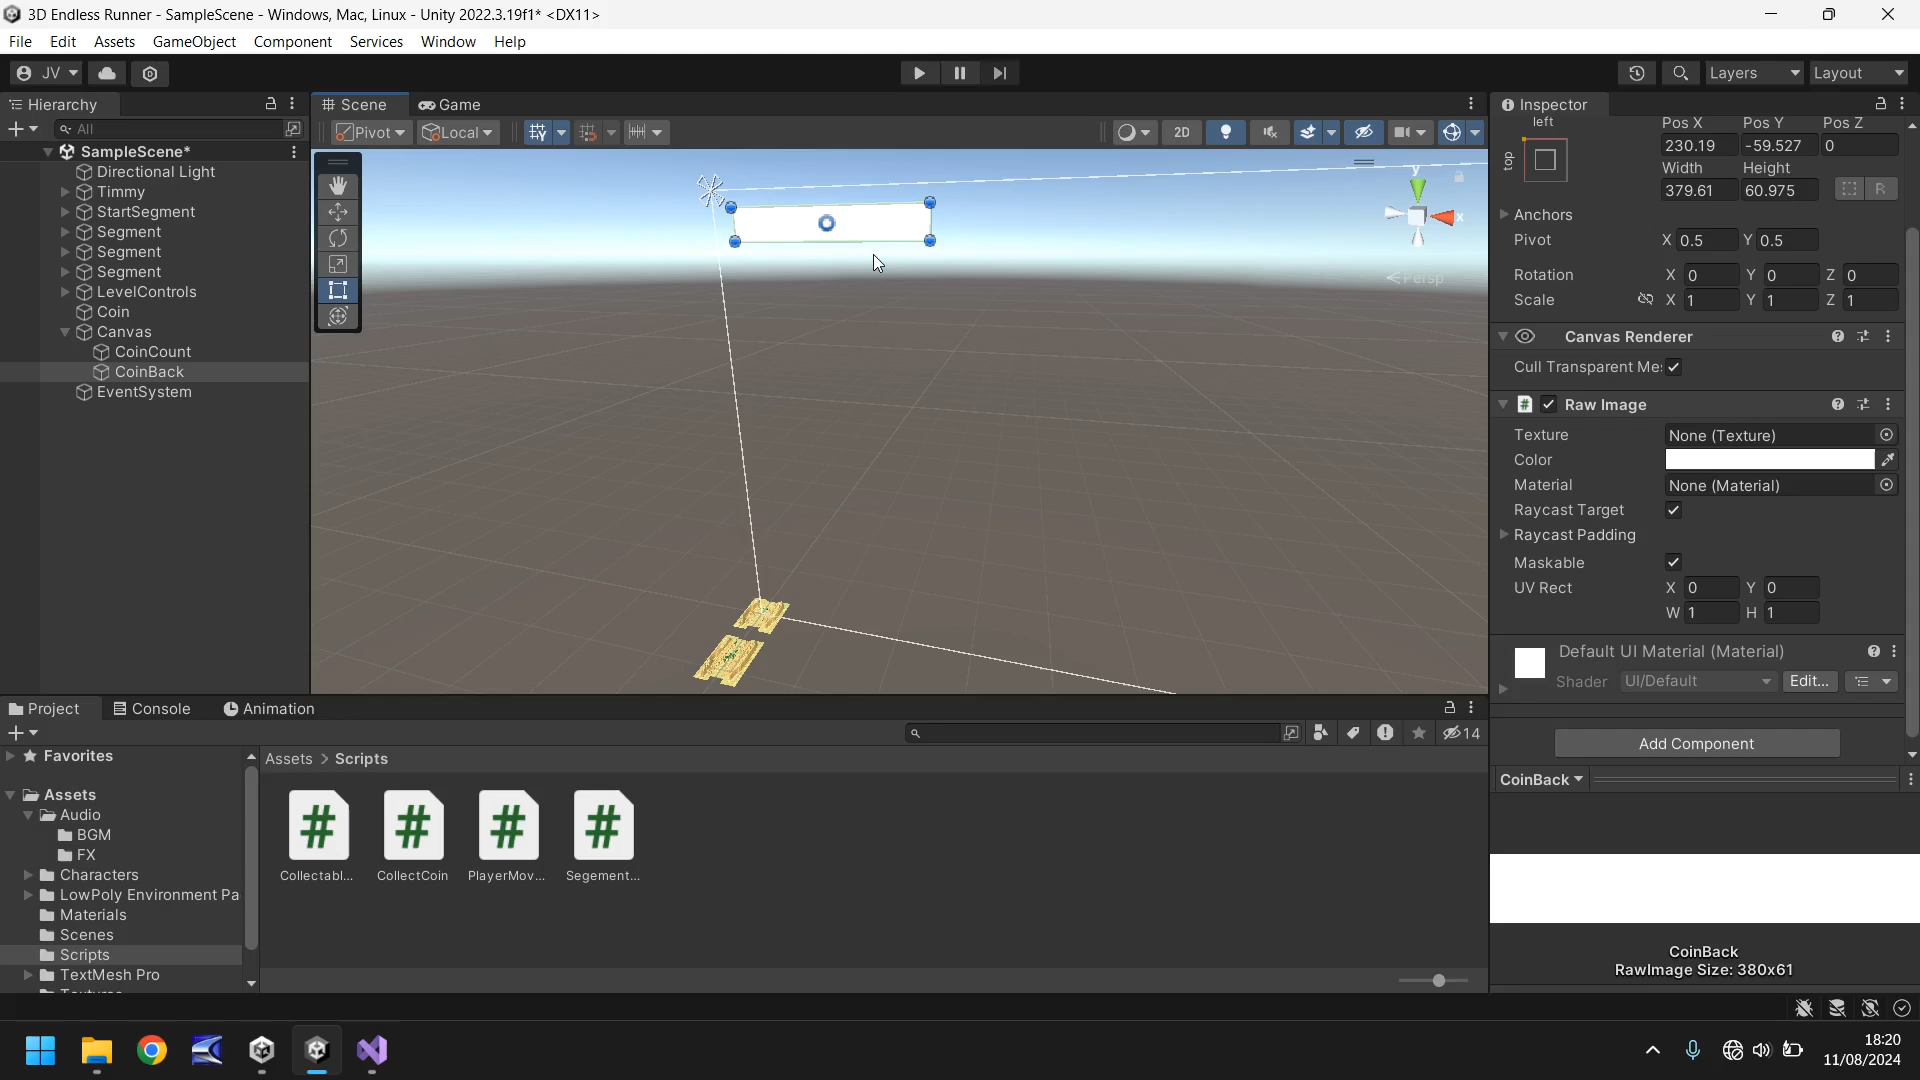 3D Endless Runner - SampleScene - Windows, Mac, Linux - Unity 2022.3.19f1* <DX11>
File Edit Assets GameObject Component Services Window Help
JV Layers Layout
Hierarchy
All
SampleScene*
Directional Light
Timmy
StartSegment
Segment
Segment
Segment
LevelControls
Coin
Canvas
CoinCount
CoinBack
EventSystem
Scene Game
Pivot Local 2D
y
x
Persp
Inspector
left
top
Pos X Pos Y Pos Z
230.19 -59.527 0
Width Height
379.61 60.975 R
Anchors
Pivot X 0.5 Y 0.5
Rotation X 0 Y 0 Z 0
Scale X 1 Y 1 Z 1
Canvas Renderer
Cull Transparent Me:
# Raw Image
Texture None (Texture)
Color
Material None (Material)
Raycast Target
Raycast Padding
Maskable
UV Rect X 0 Y 0
W 1 H 1
Default UI Material (Material)
Shader UI/Default Edit...
Add Component
CoinBack
CoinBack
RawImage Size: 380x61
Project Console Animation
14
Favorites
Assets
Audio
BGM
FX
Characters
LowPoly Environment Pa
Materials
Scenes
Scripts
TextMesh Pro
Assets > Scripts
# # # #
Collectabl... CollectCoin PlayerMov... Segement...
18:20
11/08/2024